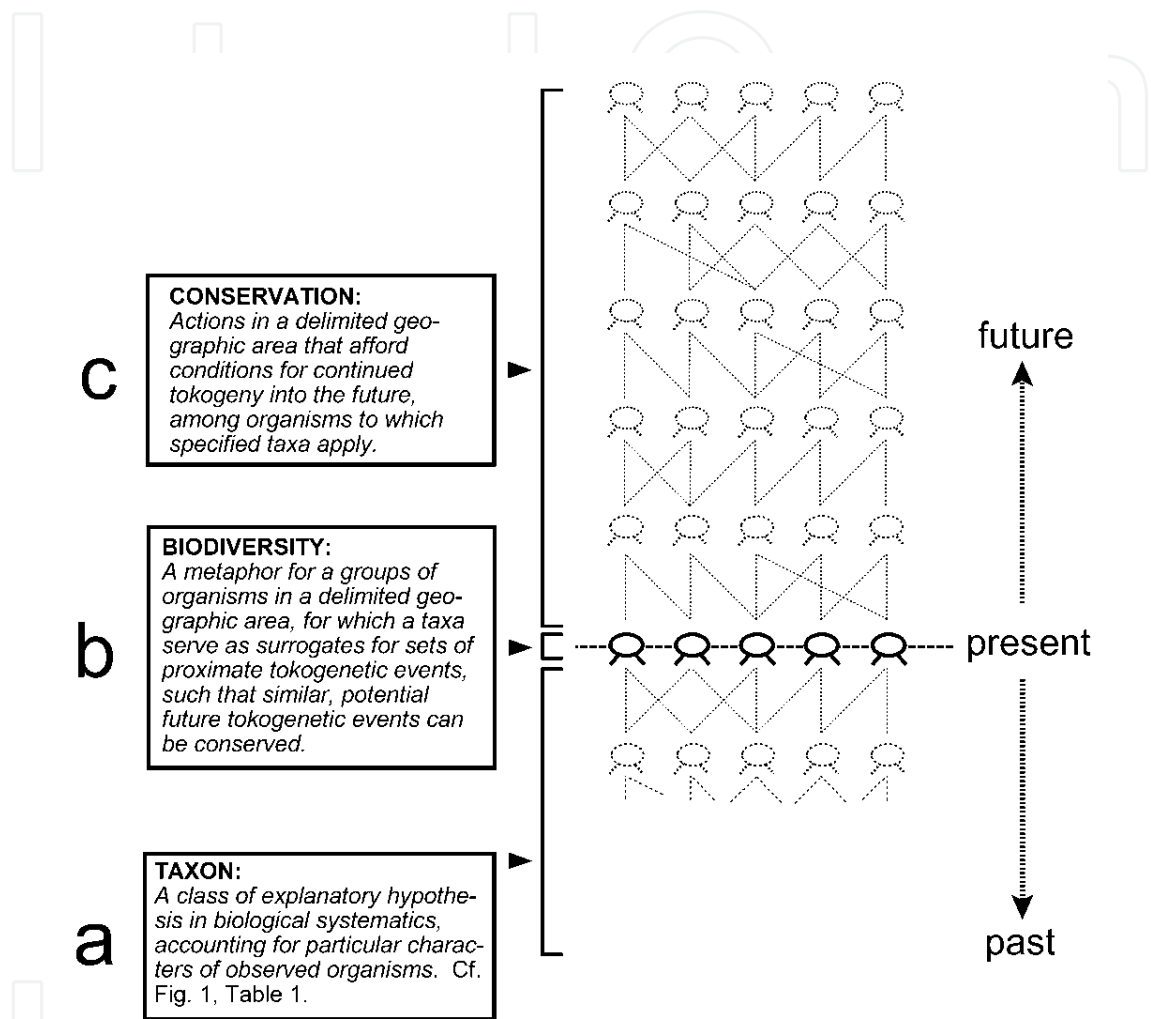 CONSERVATION:
Actions in a delimited geo-
graphic area that afford
conditions for continued
tokogeny into the future,
among organisms to which
specified taxa apply.
c
future
BIODIVERSITY:
A metaphor for a groups of
organisms in a delimited geo-
graphic area, for which a taxa
serve as surrogates for sets of
proximate tokogenetic events,
such that similar, potential
future tokogenetic events can
be conserved.
b
present
TAXON:
A class of explanatory hypothe-
sis in biological systematics,
accounting for particular charac-
ters of observed organisms. Cf.
Fig. 1, Table 1.
a
past